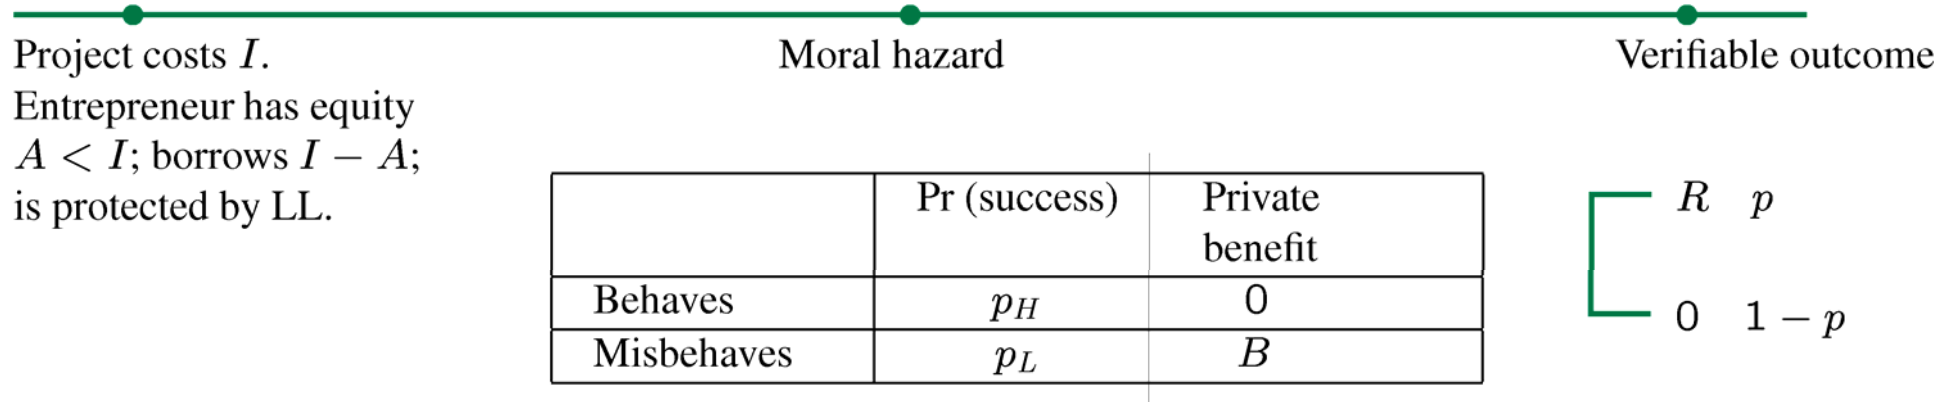 Project costs I.
Entrepreneur has equity
A < I; borrows I − A;
is protected by LL.
Moral hazard
Pr (success) Private
benefit
Behaves p_H 0
Misbehaves p_L B
Verifiable outcome
R p
0 1 − p